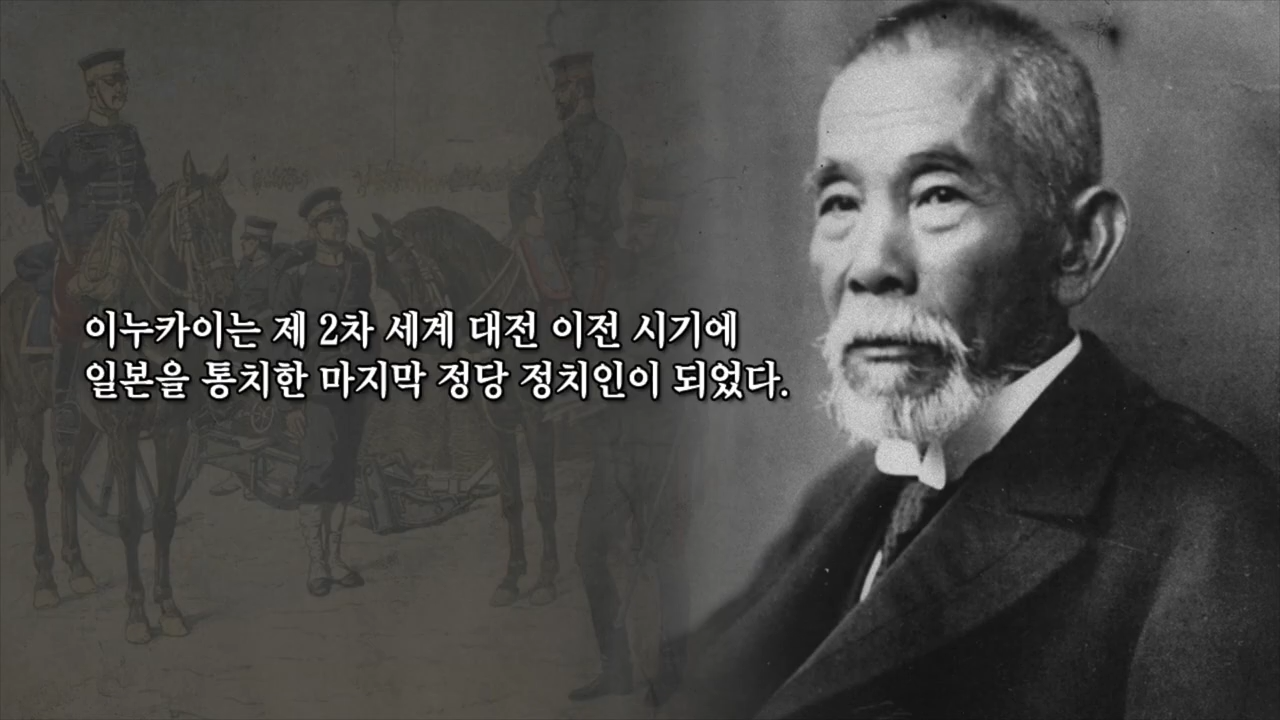 이누카이는 제 2차 세계 대전 이전 시기에
일본을 통치한 마지막 정당 정치인이 되었다.